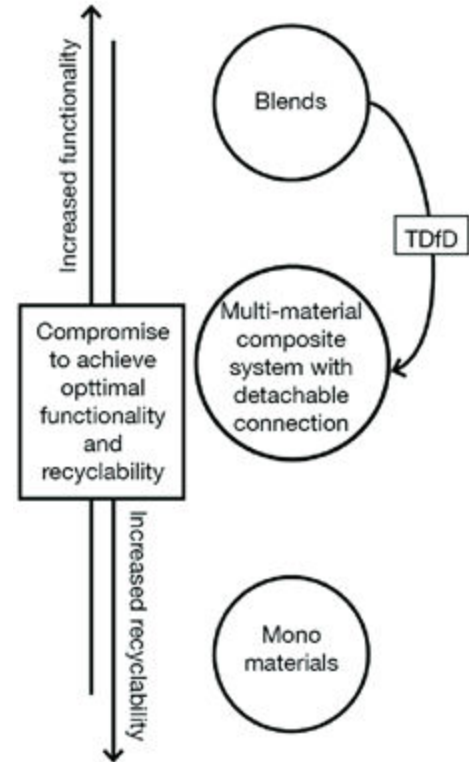 Increased functionality
Blends
TDfD
Compromise
to achieve
opttimal
functionality
and
recyclability
Multi-material
composite
system with
detachable
connection
Increased recyclability
Mono
materials